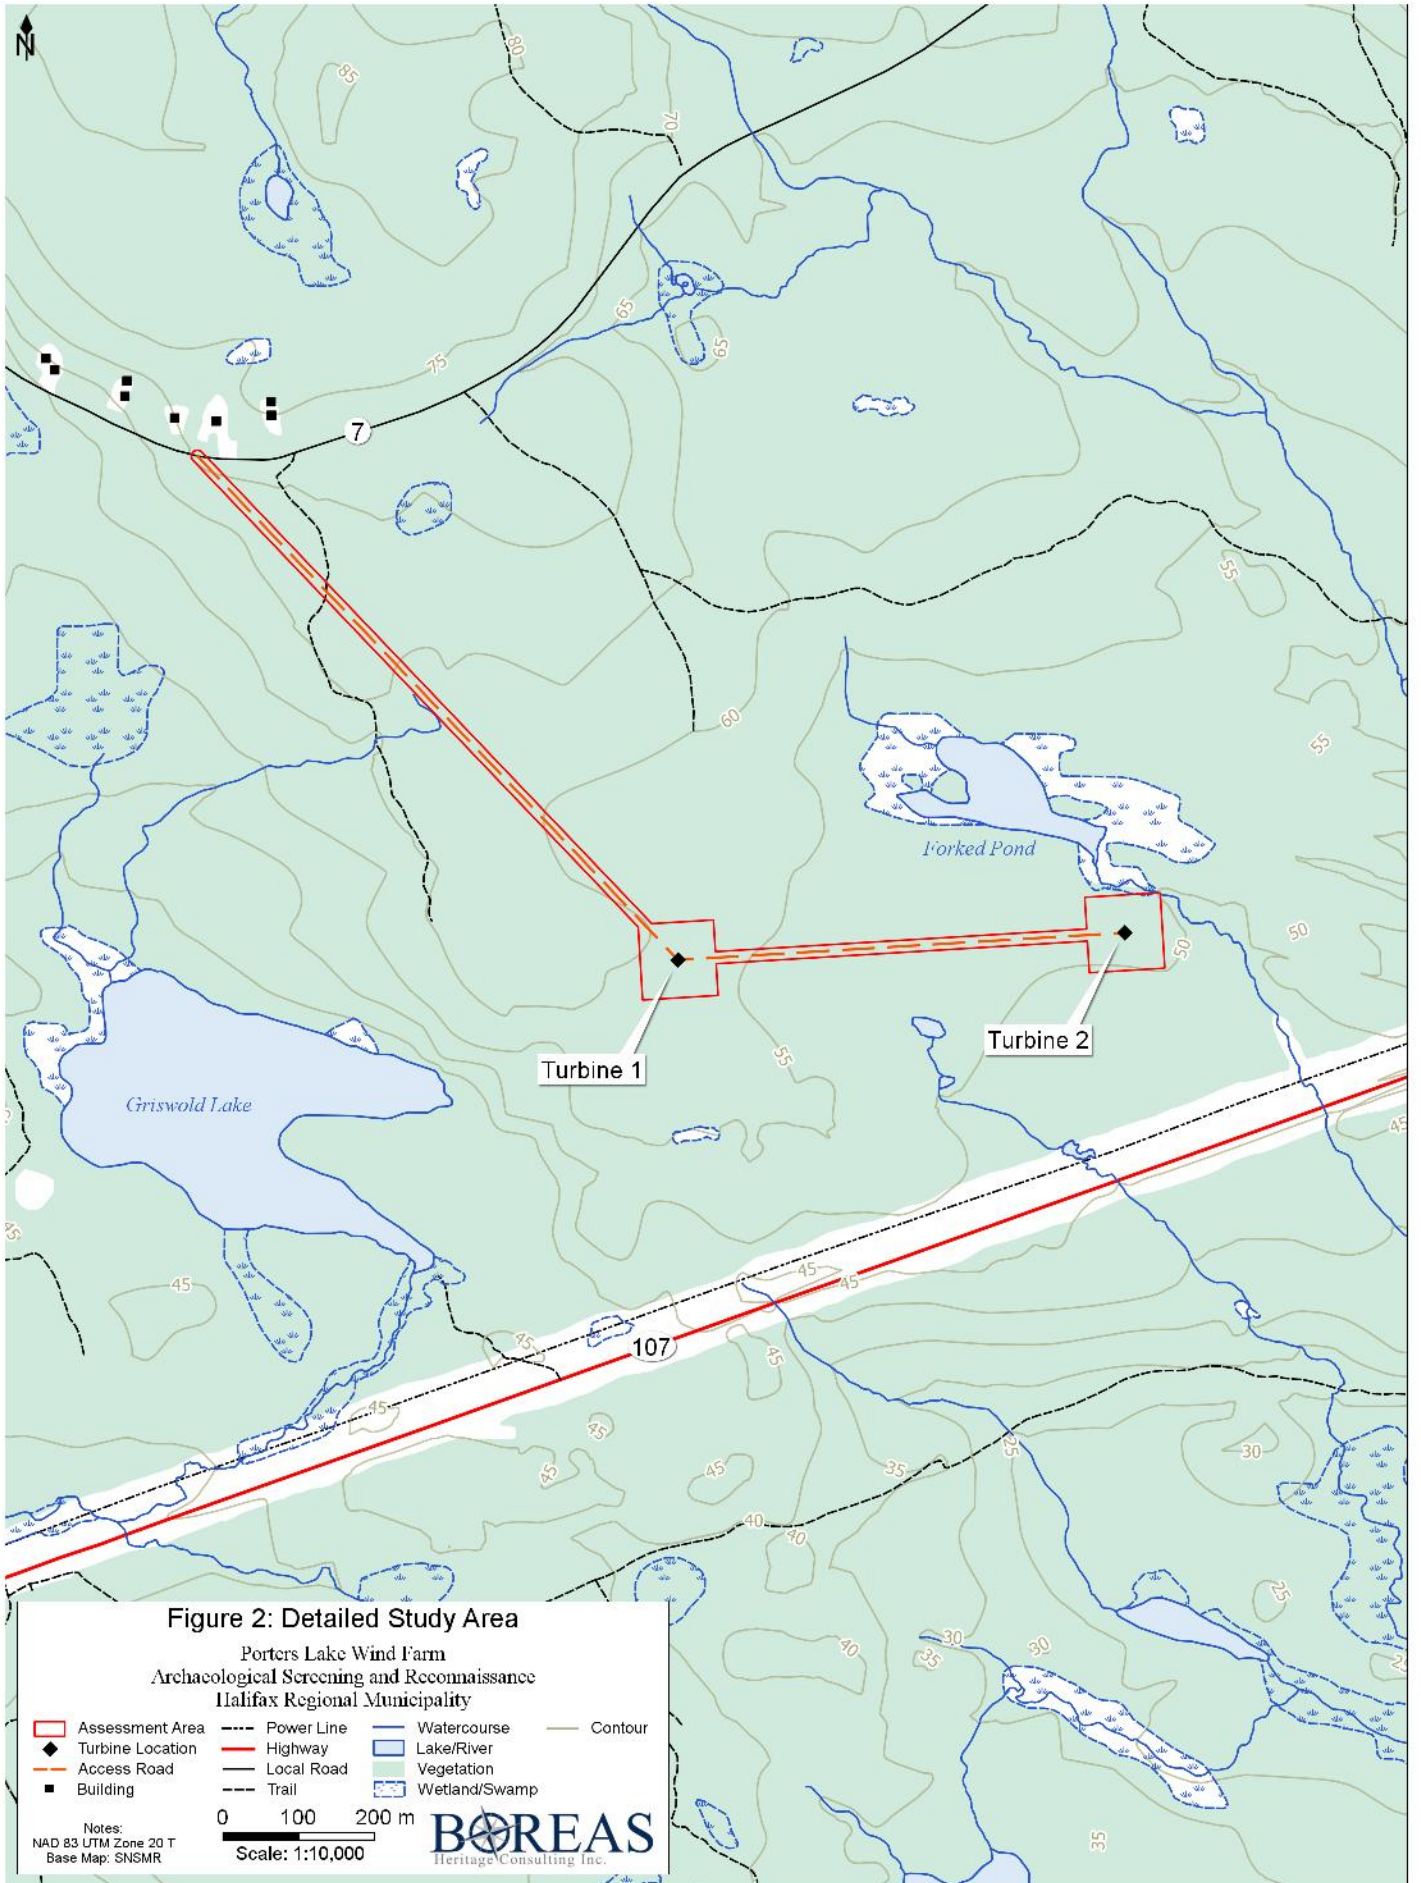 N
85
80
70
65
65
75
7
55
60
55
Forked Pond
50
50
Turbine 2
Turbine 1
55
Griswold Lake
45
45
45
45
45
45
107
45
45
45
45
45
45
35
25
30
40
40
25
30
30
35
40
25
35
Figure 2: Detailed Study Area
Porters Lake Wind Farm
Archaeological Screening and Reconnaissance
Halifax Regional Municipality
Assessment Area
Turbine Location
Access Road
Building
Power Line
Highway
Local Road
Trail
Watercourse
Lake/River
Vegetation
Wetland/Swamp
Contour
Notes:
NAD 83 UTM Zone 20 T
Base Map: SNSMR
0 100 200 m
Scale: 1:10,000
BOREAS
Heritage Consulting Inc.